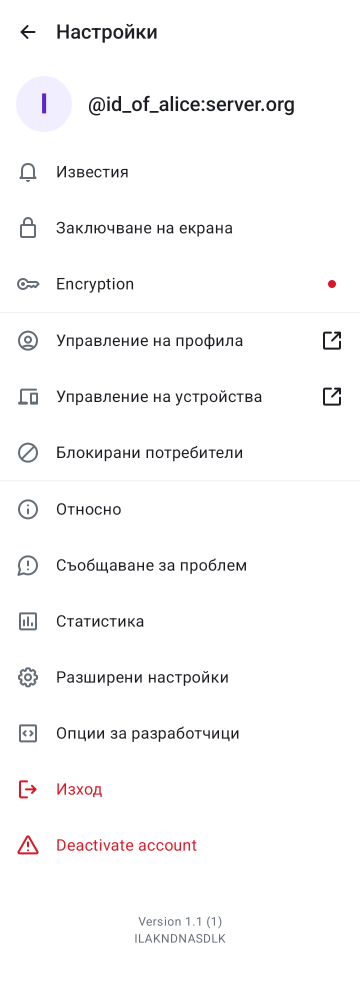 Настройки
I
@id_of_alice:server.org
Известия
Заключване на екрана
Encryption
Управление на профила
Управление на устройства
Блокирани потребители
Относно
Съобщаване за проблем
Статистика
Разширени настройки
Опции за разработчици
Изход
Deactivate account
Version 1.1 (1)
ILAKNDNASDLK